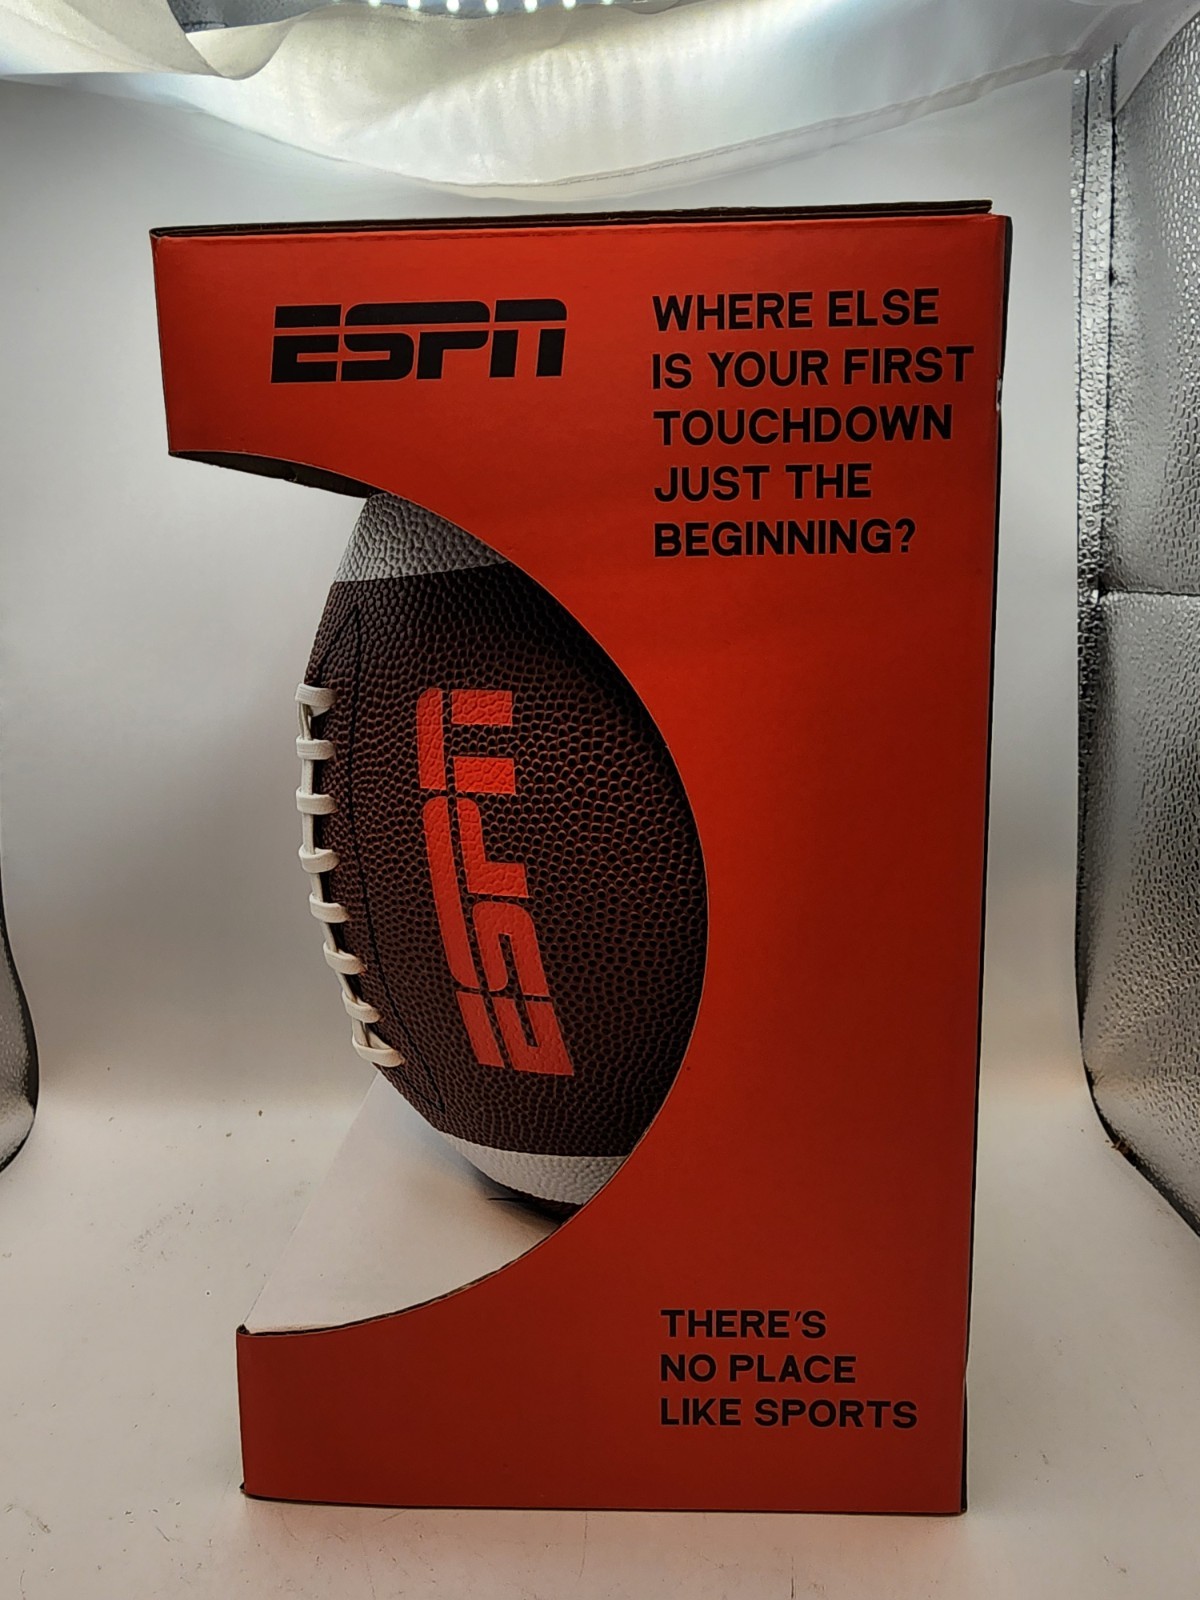 ESPN
WHERE ELSE
IS YOUR FIRST
TOUCHDOWN
JUST THE
BEGINNING?
ESPN
THERE'S
NO PLACE
LIKE SPORTS